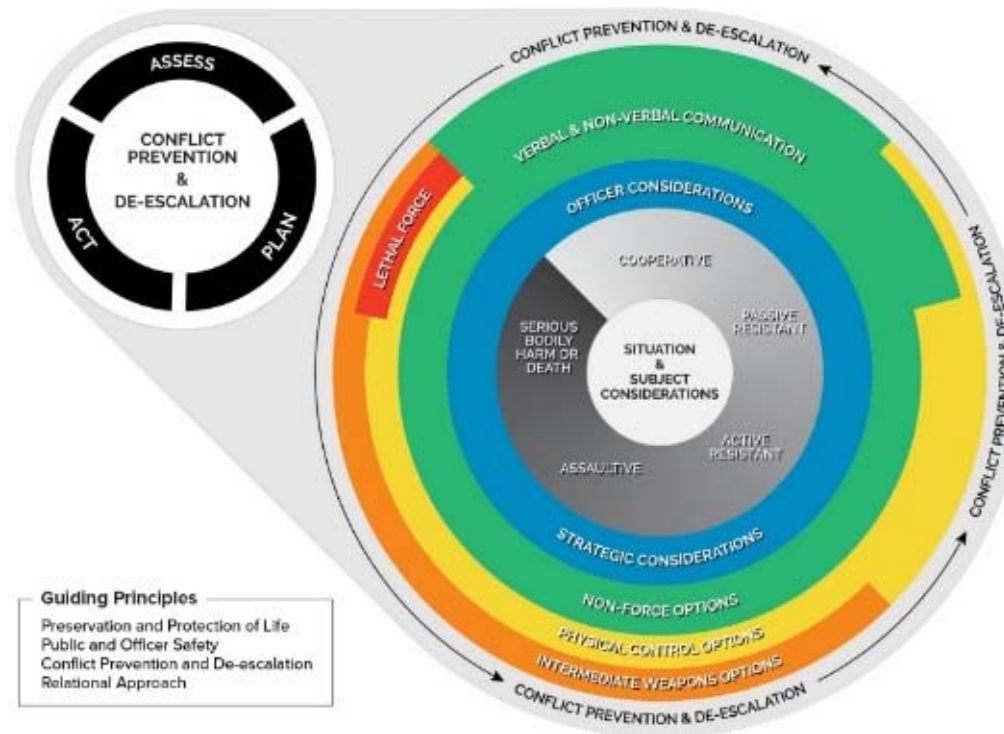 ASSESS
CONFLICT
PREVENTION
&
DE-ESCALATION
ACT
PLAN
CONFLICT PREVENTION & DE-ESCALATION
VERBAL & NON-VERBAL COMMUNICATION
OFFICER CONSIDERATIONS
LETHAL FORCE
COOPERATIVE
PASSIVE
RESISTANT
SERIOUS
BODILY
HARM OR
DEATH
SITUATION
&
SUBJECT
CONSIDERATIONS
ACTIVE
RESISTANT
ASSAULTIVE
CONFLICT PREVENTION & DE-ESCALATION
STRATEGIC CONSIDERATIONS
NON-FORCE OPTIONS
PHYSICAL CONTROL OPTIONS
INTERMEDIATE WEAPONS OPTIONS
CONFLICT PREVENTION & DE-ESCALATION
Guiding Principles
Preservation and Protection of Life
Public and Officer Safety
Conflict Prevention and De-escalation
Relational Approach